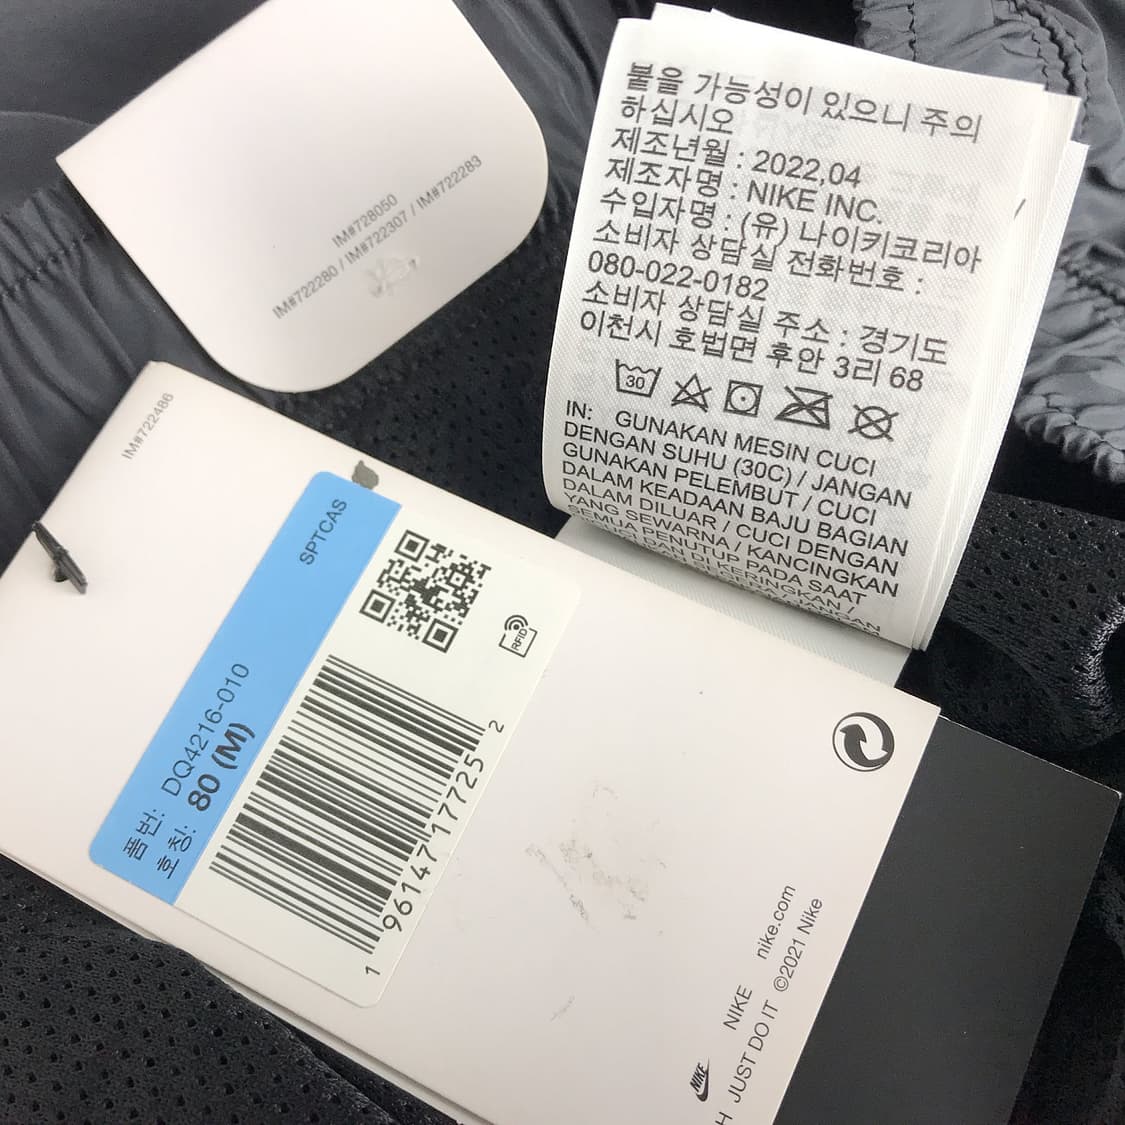 IM#728050
IM#722280 / IM#722307 / IM#722283
붙을 가능성이 있으니 주의
하십시오
제조년월 : 2022,04
제조자명 : NIKE INC.
수입자명 : (유) 나이키코리아
소비자 상담실 전화번호 :
080-022-0182
소비자 상담실 주소 : 경기도
이천시 호법면 후안 3리 68
30
IN: GUNAKAN MESIN CUCI
DENGAN SUHU (30C) / JANGAN
GUNAKAN PELEMBUT / CUCI
DALAM KEADAAN BAJU BAGIAN
DALAM DILUAR / CUCI DENGAN
YANG SEWARNA / KANCINGKAN
SEMUA PENUTUP PADA SAAT
IM#722486
SPTCAS
품번: DQ4216-010
호칭: 80 (M)
RFID
1 96147 17725 2
NIKE nike.com
JUST DO IT ©2021 Nike
NIKE